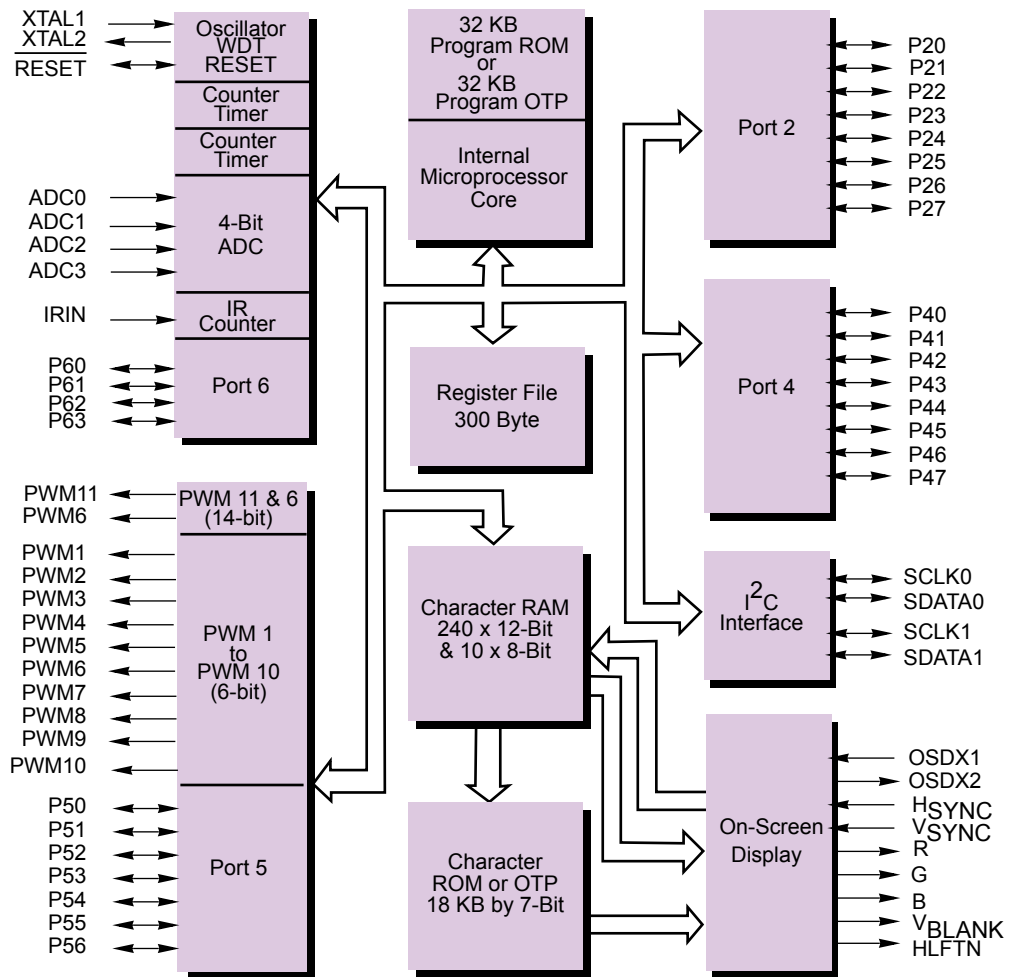 XTAL1
XTAL2
RESET
ADC0
ADC1
ADC2
ADC3
IRIN
P60
P61
P62
P63
Oscillator
WDT
RESET
Counter
Timer
Counter
Timer
4-Bit
ADC
IR
Counter
Port 6
32 KB
Program ROM
or
32 KB
Program OTP
Internal
Microprocessor
Core
Register File
300 Byte
Port 2
P20
P21
P22
P23
P24
P25
P26
P27
Port 4
P40
P41
P42
P43
P44
P45
P46
P47
PWM11
PWM6
PWM1
PWM2
PWM3
PWM4
PWM5
PWM6
PWM7
PWM8
PWM9
PWM10
P50
P51
P52
P53
P54
P55
P56
PWM 11 & 6
(14-bit)
PWM 1
to
PWM 10
(6-bit)
Port 5
Character RAM
240 x 12-Bit
& 10 x 8-Bit
Character
ROM or OTP
18 KB by 7-Bit
I2C
Interface
SCLK0
SDATA0
SCLK1
SDATA1
On-Screen
Display
OSDX1
OSDX2
HSYNC
VSYNC
R
G
B
VBLANK
HLFTN